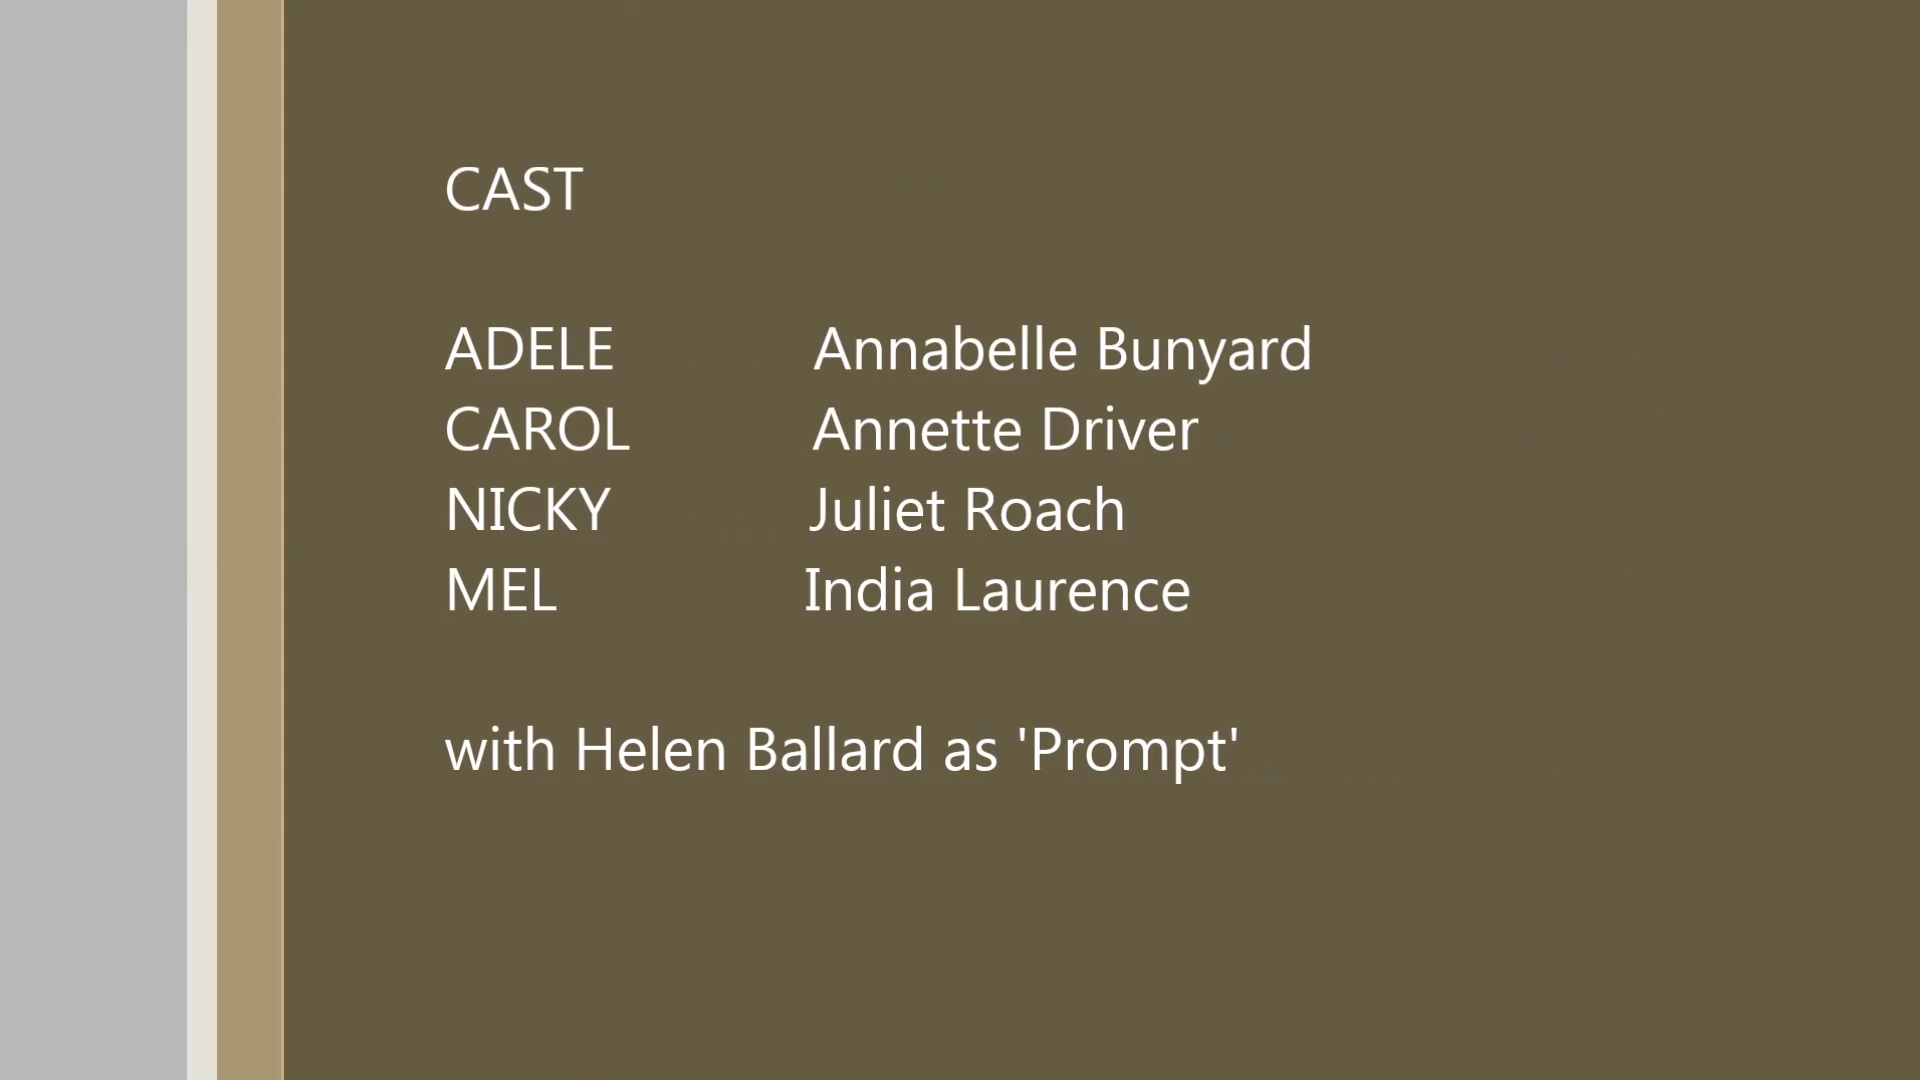 CAST
ADELE Annabelle Bunyard
CAROL Annette Driver
NICKY Juliet Roach
MEL India Laurence
with Helen Ballard as 'Prompt'